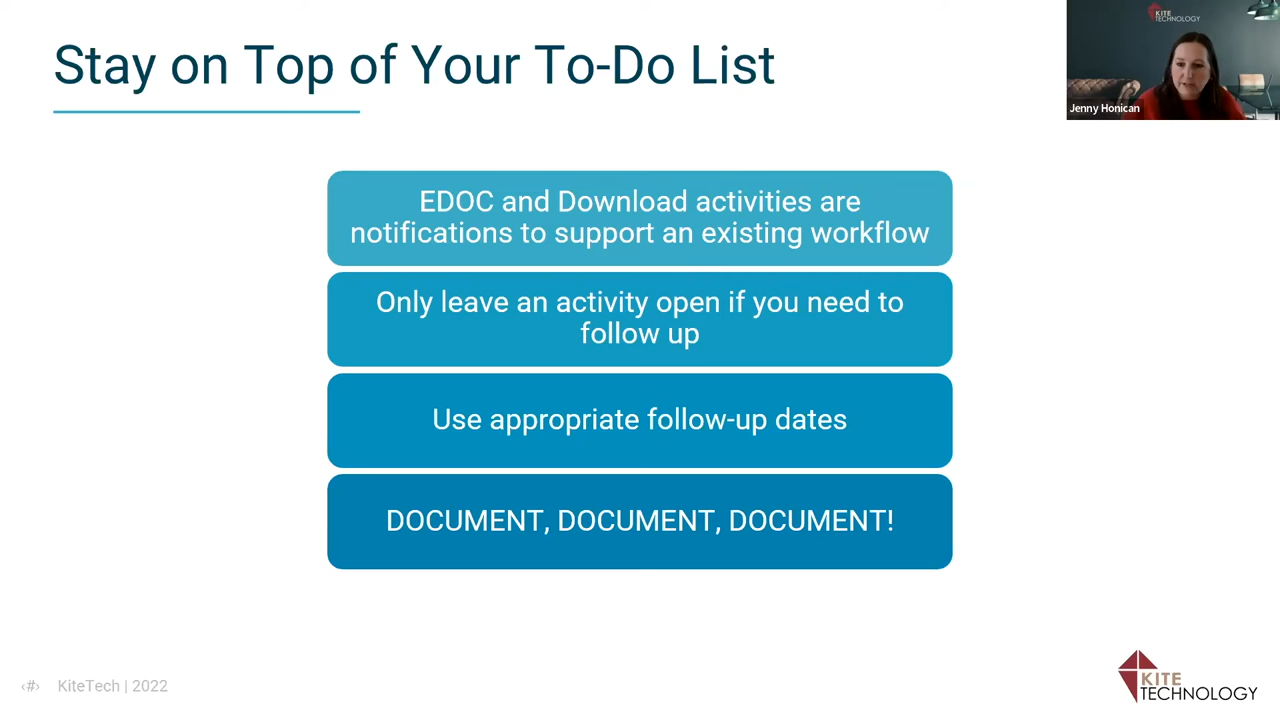 Stay on Top of Your To-Do List
KITE
TECHNOLOGY
Jenny Honican
EDOC and Download activities are
notifications to support an existing workflow
Only leave an activity open if you need to
follow up
Use appropriate follow-up dates
DOCUMENT, DOCUMENT, DOCUMENT!
‹#› KiteTech | 2022
KITE
TECHNOLOGY